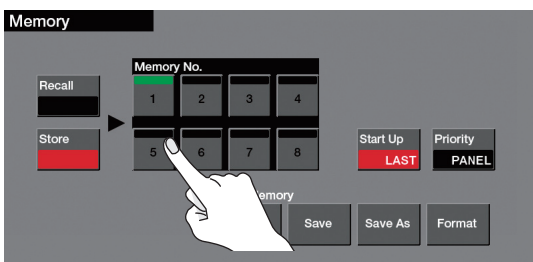 Memory
Memory No.
Recall
1 2 3 4
Store
5 6 7 8
Start Up Priority
LAST PANEL
Save Save As Format